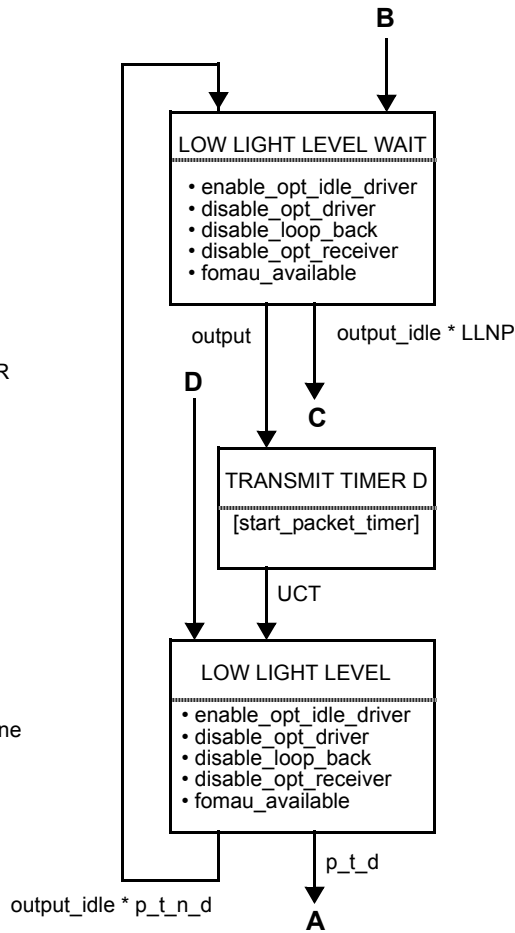 B
LOW LIGHT LEVEL WAIT
• enable_opt_idle_driver
• disable_opt_driver
• disable_loop_back
• disable_opt_receiver
• fomau_available
output
output_idle * LLNP
R
D
C
TRANSMIT TIMER D
[start_packet_timer]
UCT
LOW LIGHT LEVEL
• enable_opt_idle_driver
• disable_opt_driver
• disable_loop_back
• disable_opt_receiver
• fomau_available
ne
p_t_d
output_idle * p_t_n_d
A